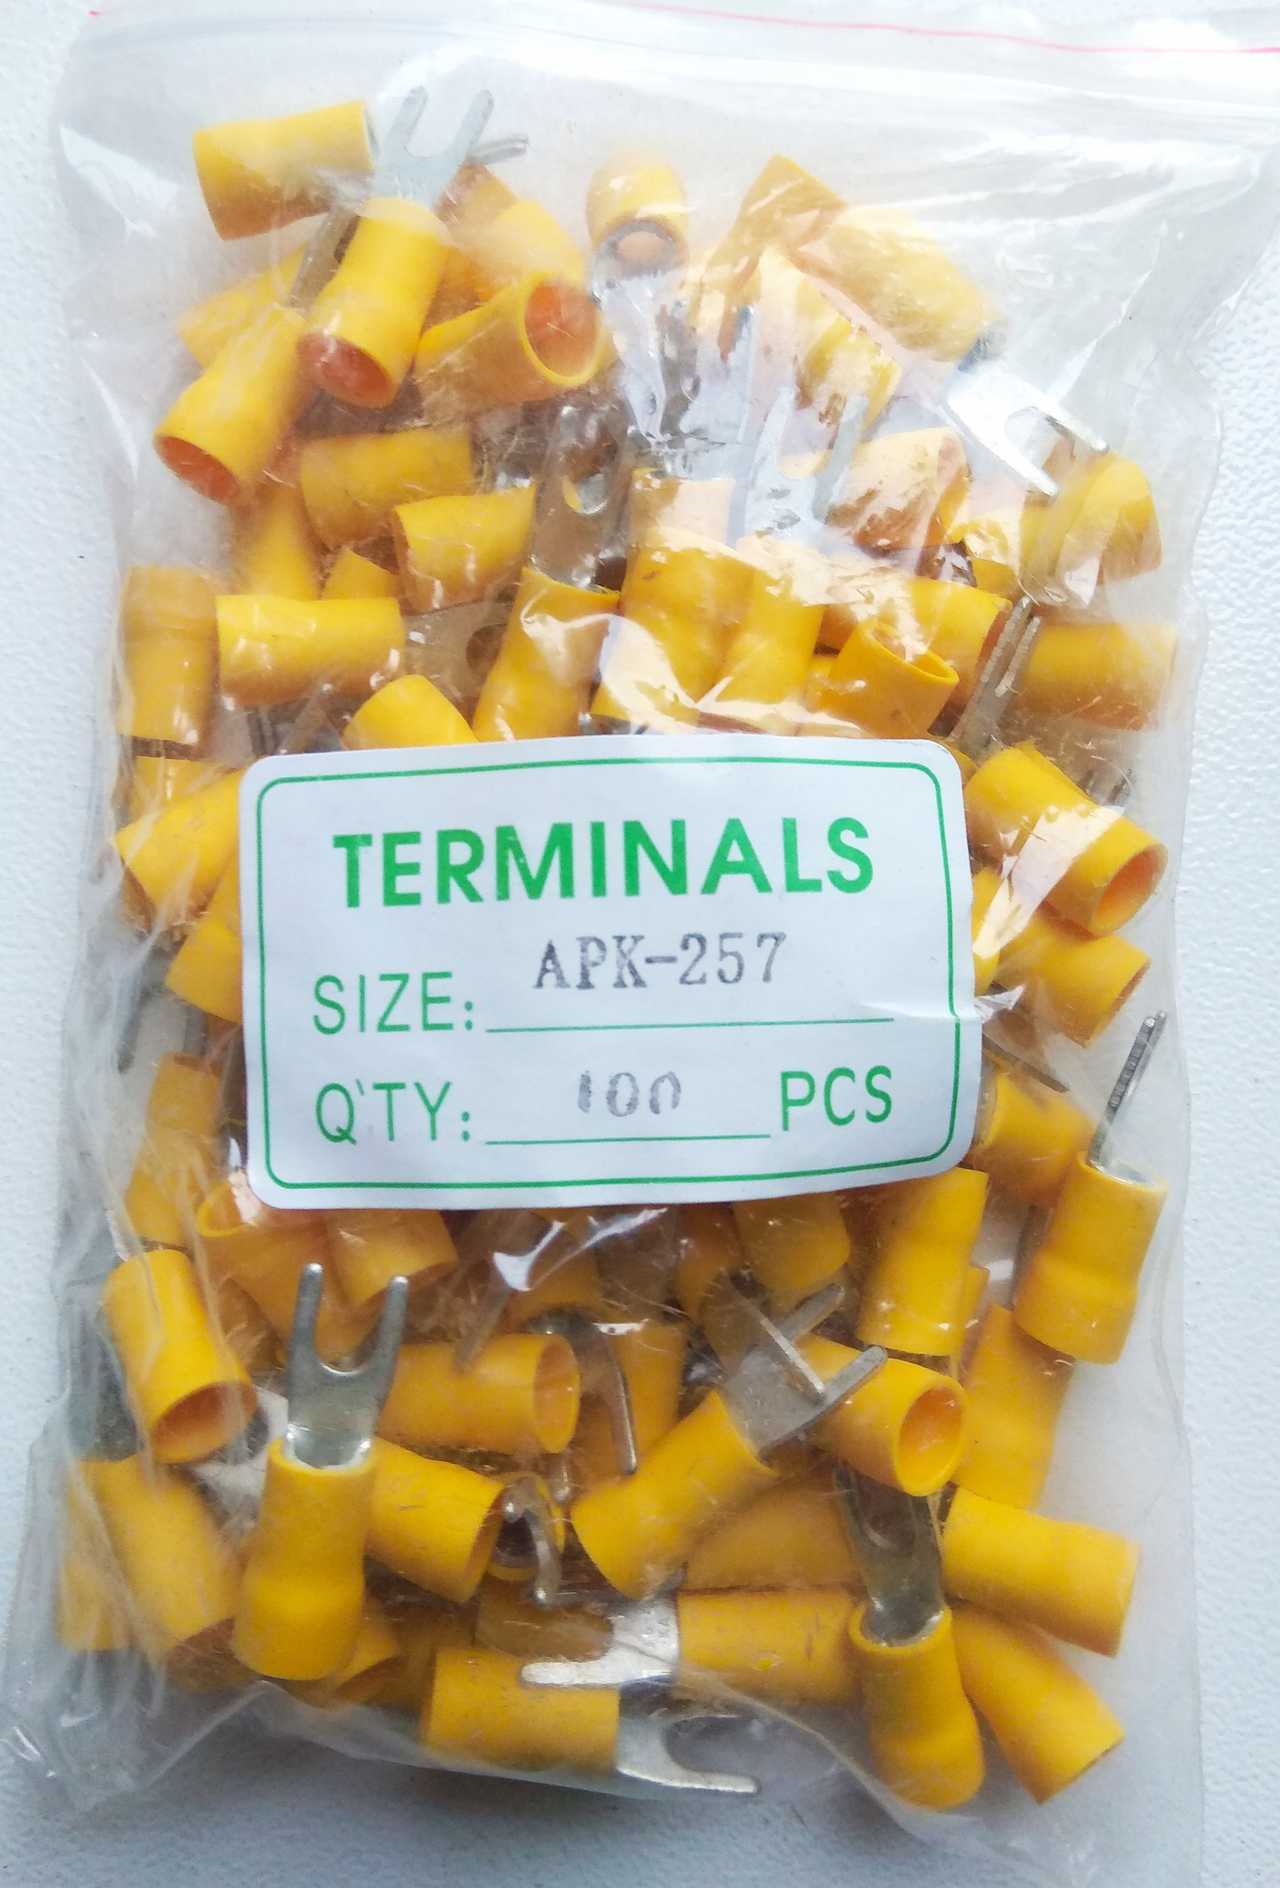 TERMINALS
SIZE: APK-257
Q'TY: 100 PCS